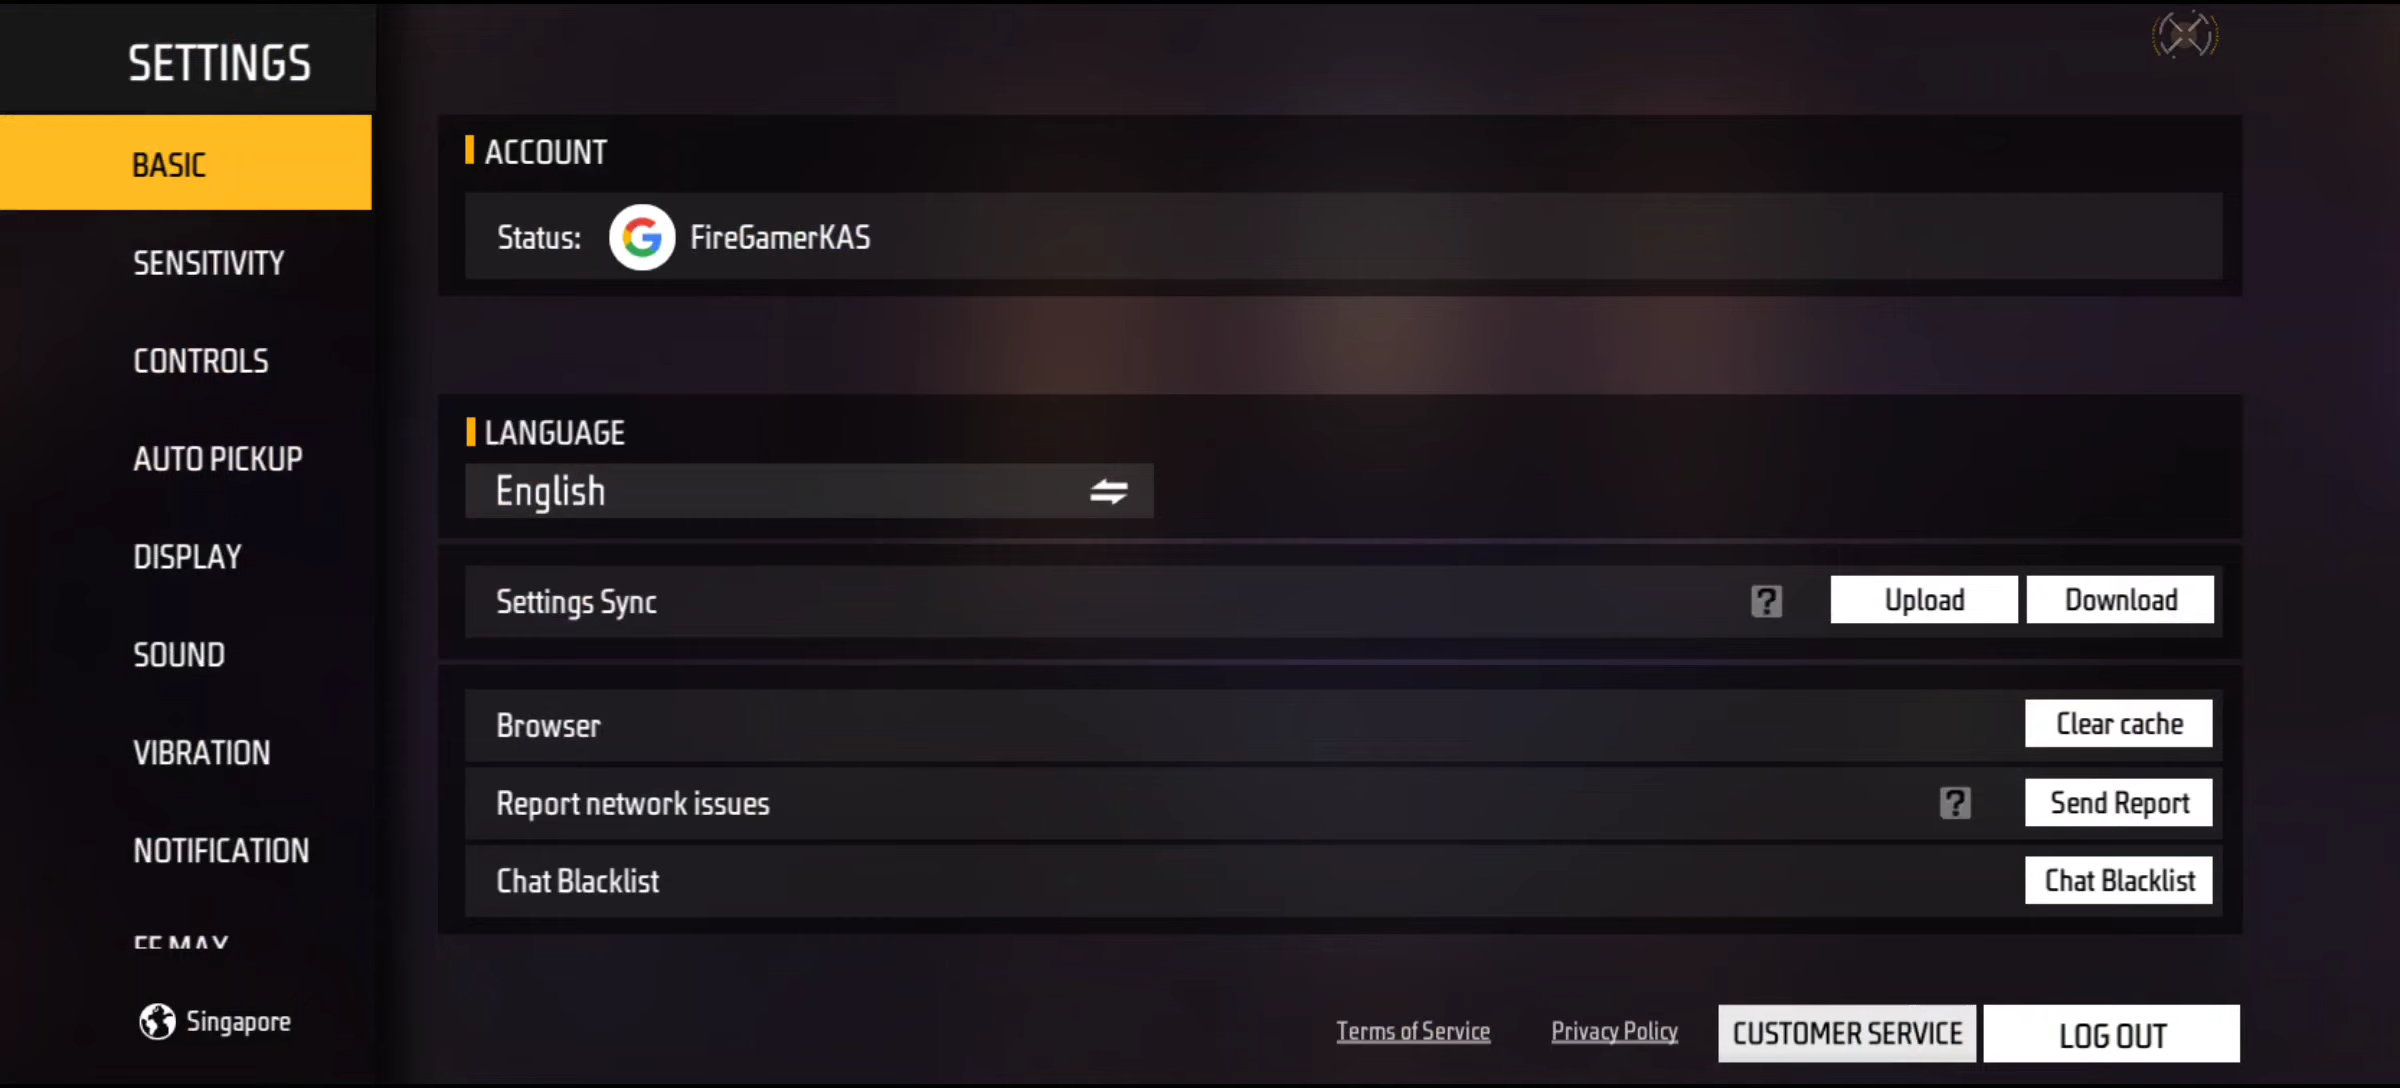 SETTINGS
BASIC
SENSITIVITY
CONTROLS
AUTO PICKUP
DISPLAY
SOUND
VIBRATION
NOTIFICATION
FF MAX
Singapore
ACCOUNT
Status: FireGamerKAS
LANGUAGE
English
Settings Sync ? Upload Download
Browser Clear cache
Report network issues ? Send Report
Chat Blacklist Chat Blacklist
Terms of Service Privacy Policy CUSTOMER SERVICE LOG OUT